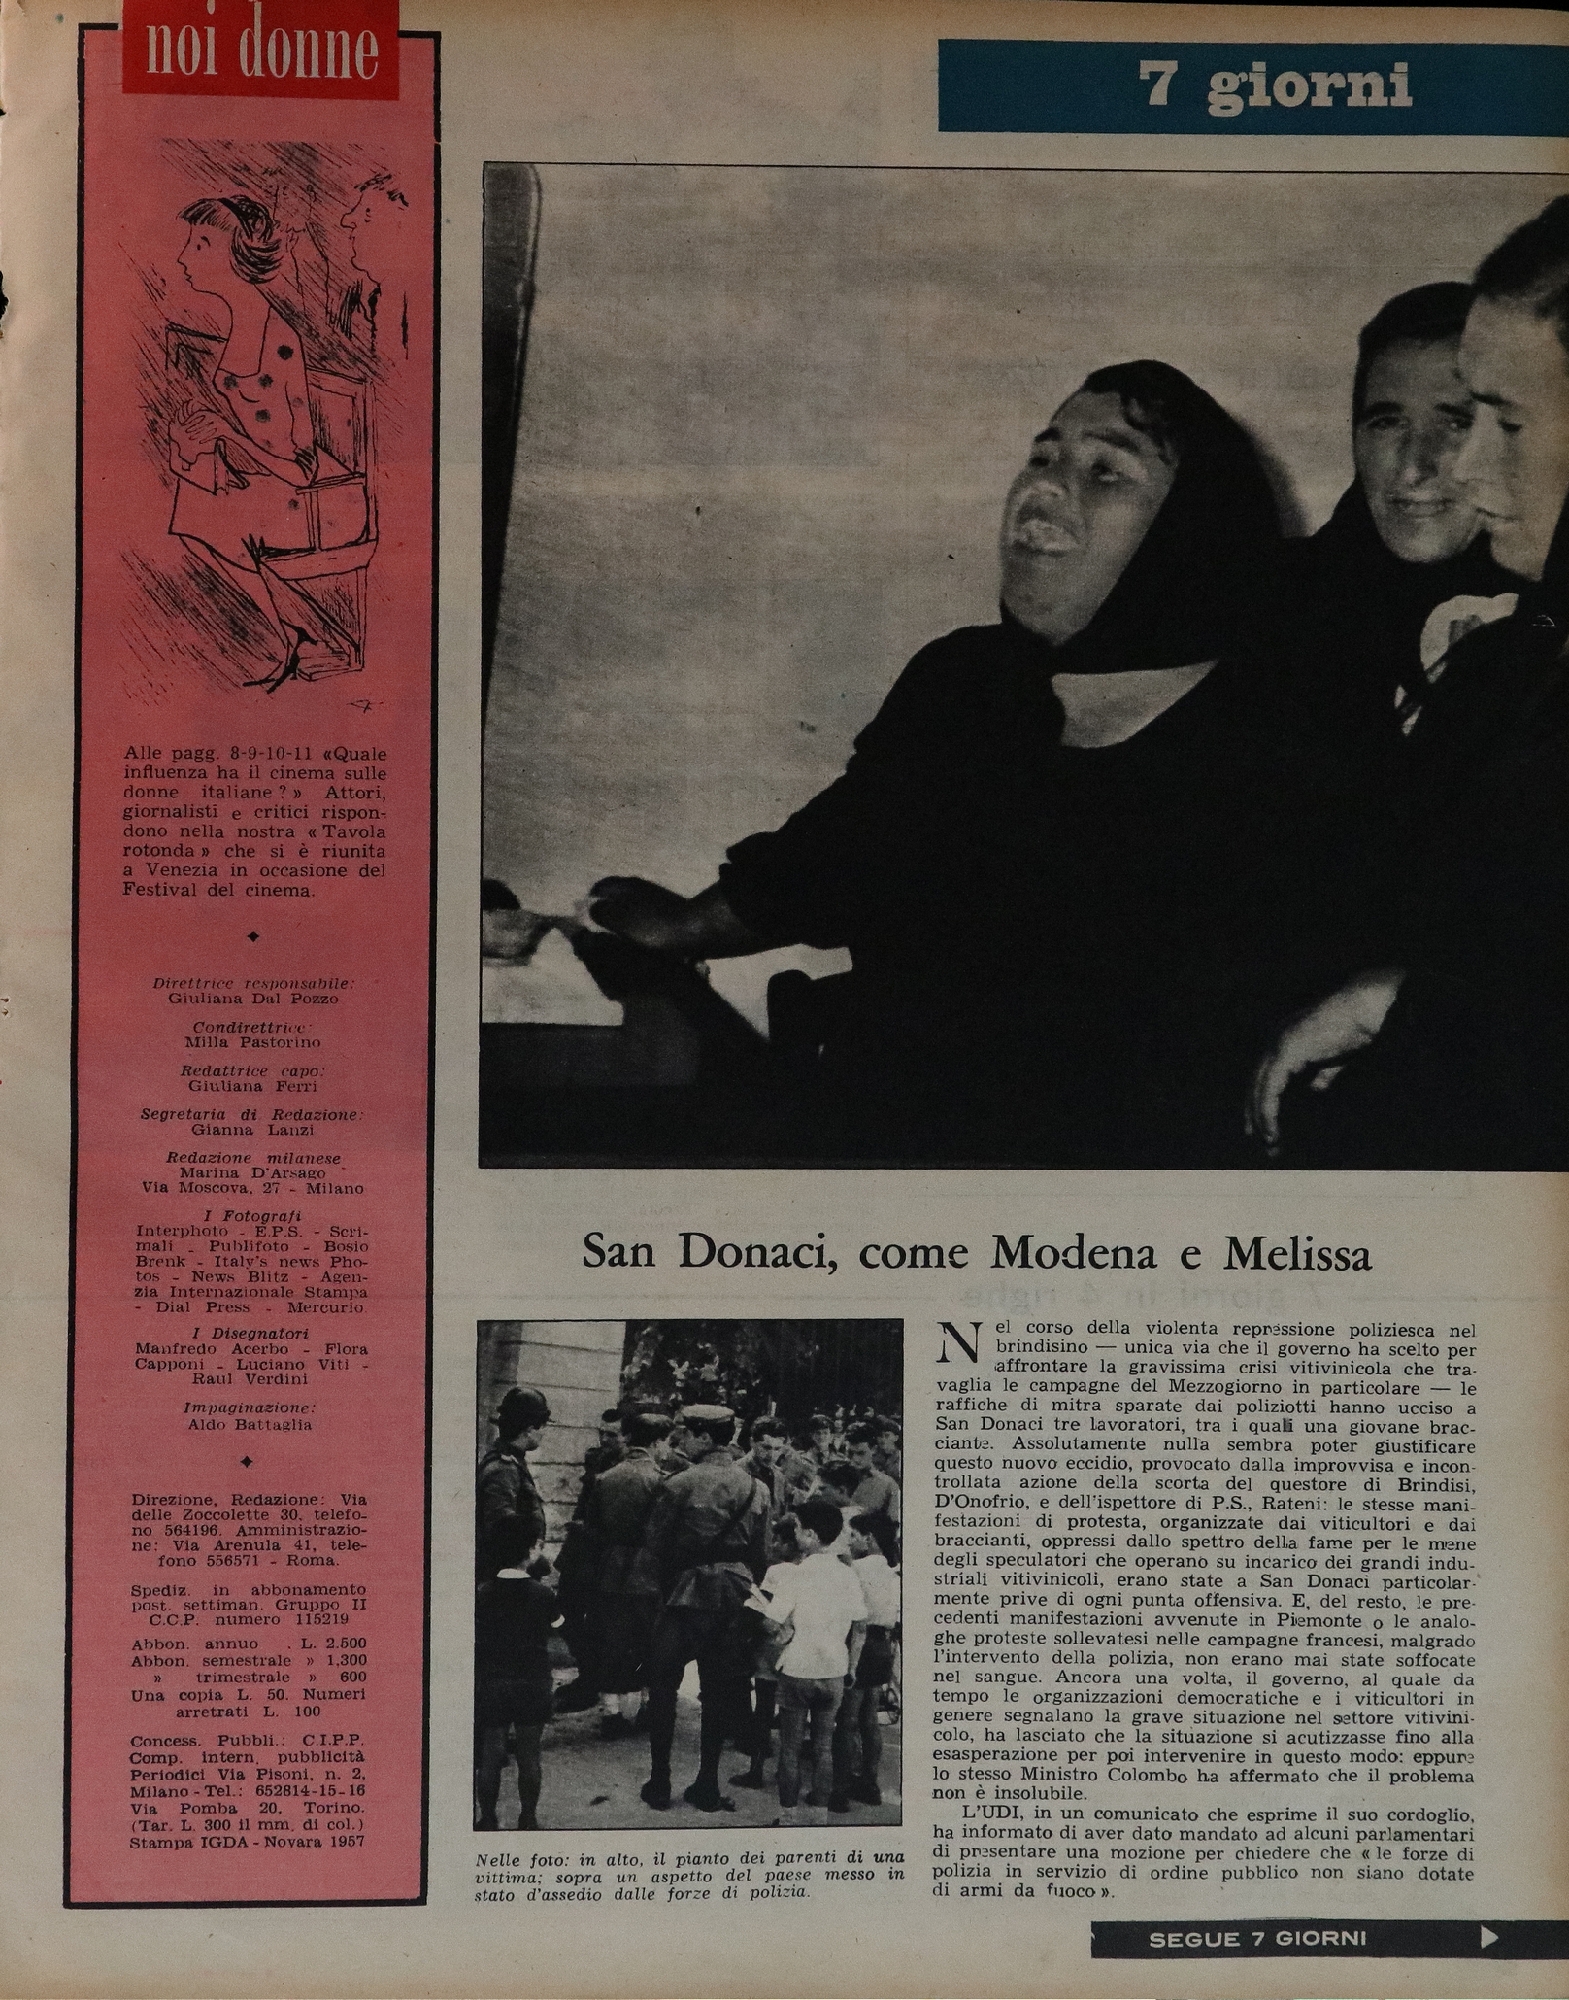 noi donne
Alle pagg. 8-9-10-11 «Quale
influenza ha il cinema sulle
donne italiane?» Attori,
giornalisti e critici rispon-
dono nella nostra «Tavola
rotonda» che si è riunita
a Venezia in occasione del
Festival del cinema.
Direttrice responsabile:
Giuliana Dal Pozzo
Condirettrice:
Milla Pastorino
Redattrice capo:
Giuliana Ferri
Segretaria di Redazione:
Gianna Lanzi
Redazione milanese
Marina D'Arsago
Via Moscova, 27 - Milano
I Fotografi
Interphoto - E.P.S. - Scri-
mali - Publifoto - Bosio
Brenk - Italy's news Pho-
tos - News Blitz - Agen-
zia Internazionale Stampa
- Dial Press - Mercurio
I Disegnatori
Manfredo Acerbo - Flora
Capponi - Luciano Viti -
Raul Verdini
Impaginazione:
Aldo Battaglia
Direzione, Redazione: Via
delle Zoccolette 30, telefo-
no 564196. Amministrazio-
ne: Via Arenula 41, tele-
fono 556571 - Roma.
Spediz. in abbonamento
post. settiman. Gruppo II
C.C.P. numero 115219
Abbon. annuo . L. 2.500
Abbon. semestrale » 1,300
» trimestrale » 600
Una copia L. 50. Numeri
arretrati L. 100
Concess. Pubbli.: C.I.P.P.
Comp. intern. pubblicità
Periodici Via Pisoni, n. 2,
Milano - Tel.: 652814-15-16
Via Pomba 20, Torino.
(Tar. L. 300 il mm. di col.)
Stampa IGDA - Novara 1957
7 giorni
San Donaci, come Modena e Melissa
Nelle foto: in alto, il pianto dei parenti di una
vittima; sopra un aspetto del paese messo in
stato d'assedio dalle forze di polizia.
Nel corso della violenta repressione poliziesca nel
brindisino — unica via che il governo ha scelto per
affrontare la gravissima crisi vitivinicola che tra-
vaglia le campagne del Mezzogiorno in particolare — le
raffiche di mitra sparate dai poliziotti hanno ucciso a
San Donaci tre lavoratori, tra i quali una giovane brac-
ciante. Assolutamente nulla sembra poter giustificare
questo nuovo eccidio, provocato dalla improvvisa e incon-
trollata azione della scorta del questore di Brindisi,
D'Onofrio, e dell'ispettore di P.S., Rateni: le stesse mani-
festazioni di protesta, organizzate dai viticultori e dai
braccianti, oppressi dallo spettro della fame per le mene
degli speculatori che operano su incarico dei grandi indu-
striali vitivinicoli, erano state a San Donaci particolar-
mente prive di ogni punta offensiva. E, del resto, le pre-
cedenti manifestazioni avvenute in Piemonte o le analo-
ghe proteste sollevatesi nelle campagne francesi, malgrado
l'intervento della polizia, non erano mai state soffocate
nel sangue. Ancora una volta, il governo, al quale da
tempo le organizzazioni democratiche e i viticultori in
genere segnalano la grave situazione nel settore vitivini-
colo, ha lasciato che la situazione si acutizzasse fino alla
esasperazione per poi intervenire in questo modo: eppure
lo stesso Ministro Colombo ha affermato che il problema
non è insolubile.
L'UDI, in un comunicato che esprime il suo cordoglio,
ha informato di aver dato mandato ad alcuni parlamentari
di presentare una mozione per chiedere che «le forze di
polizia in servizio di ordine pubblico non siano dotate
di armi da fuoco».
SEGUE 7 GIORNI